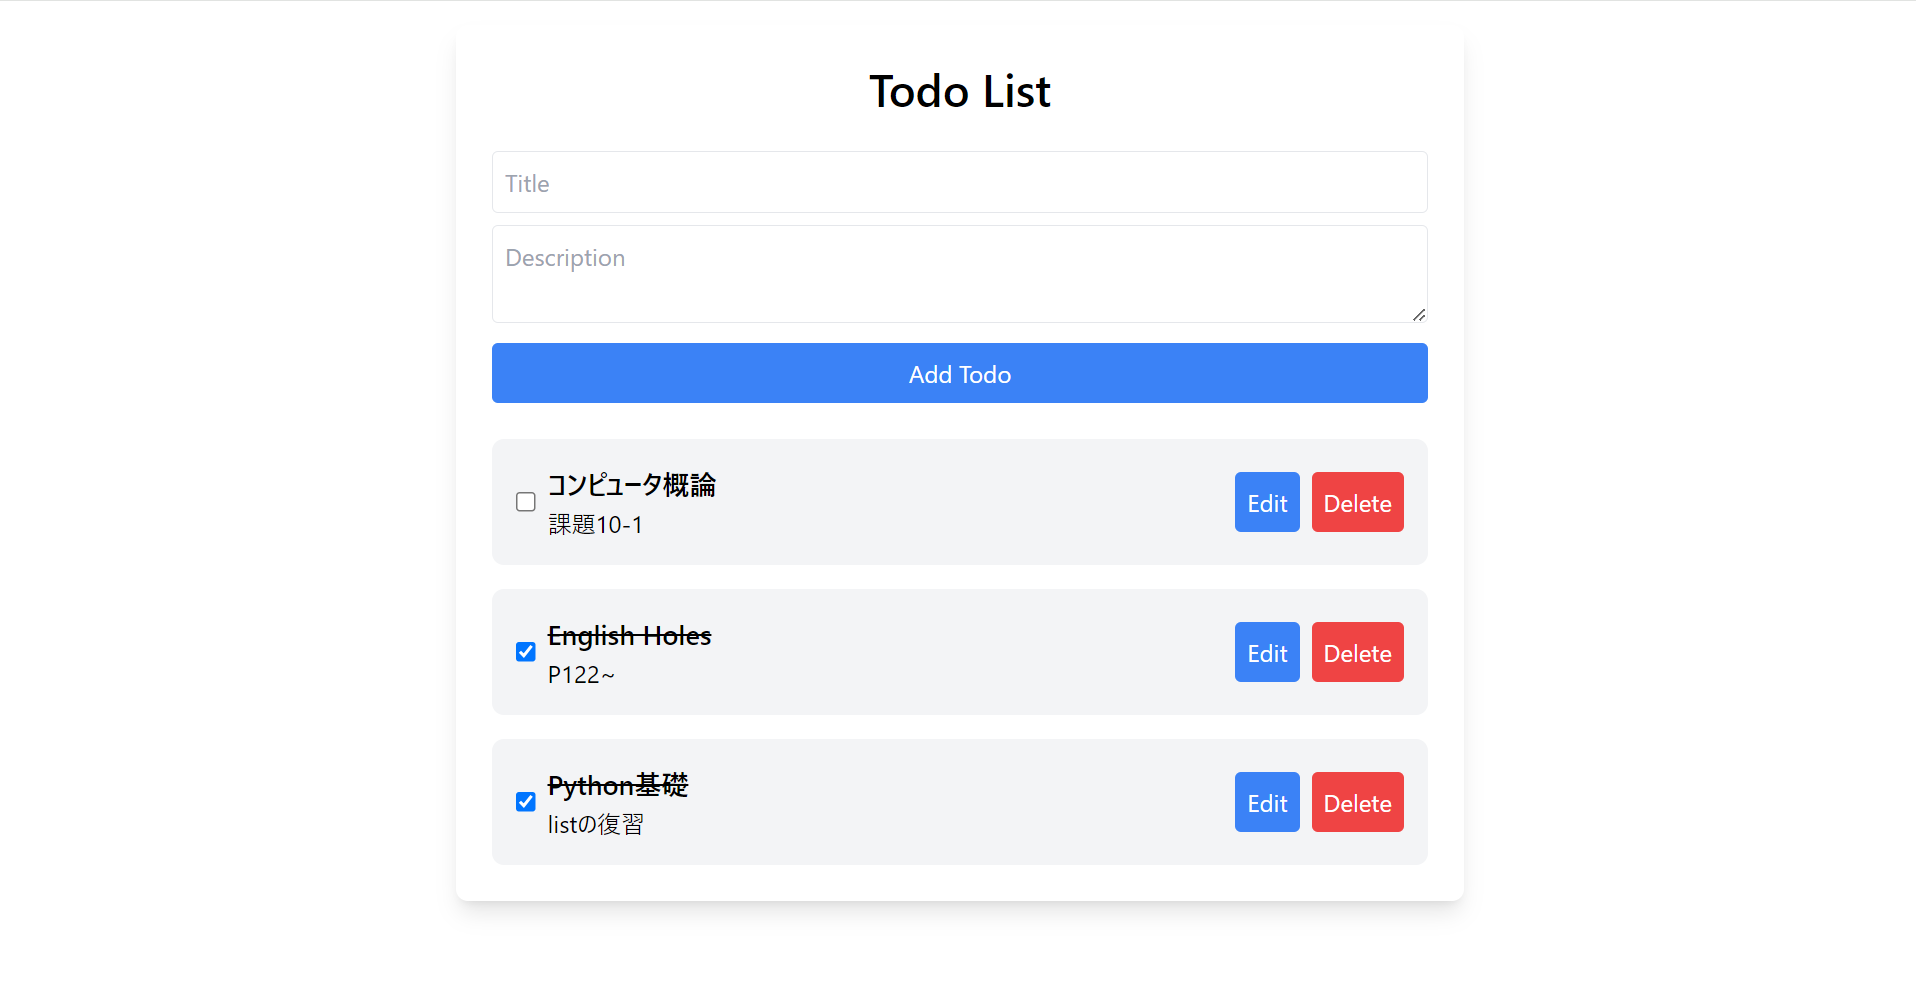 Todo List
Title
Description
Add Todo
コンピュータ概論
課題10-1
Edit
Delete
English Holes
P122~
Edit
Delete
Python基礎
listの復習
Edit
Delete